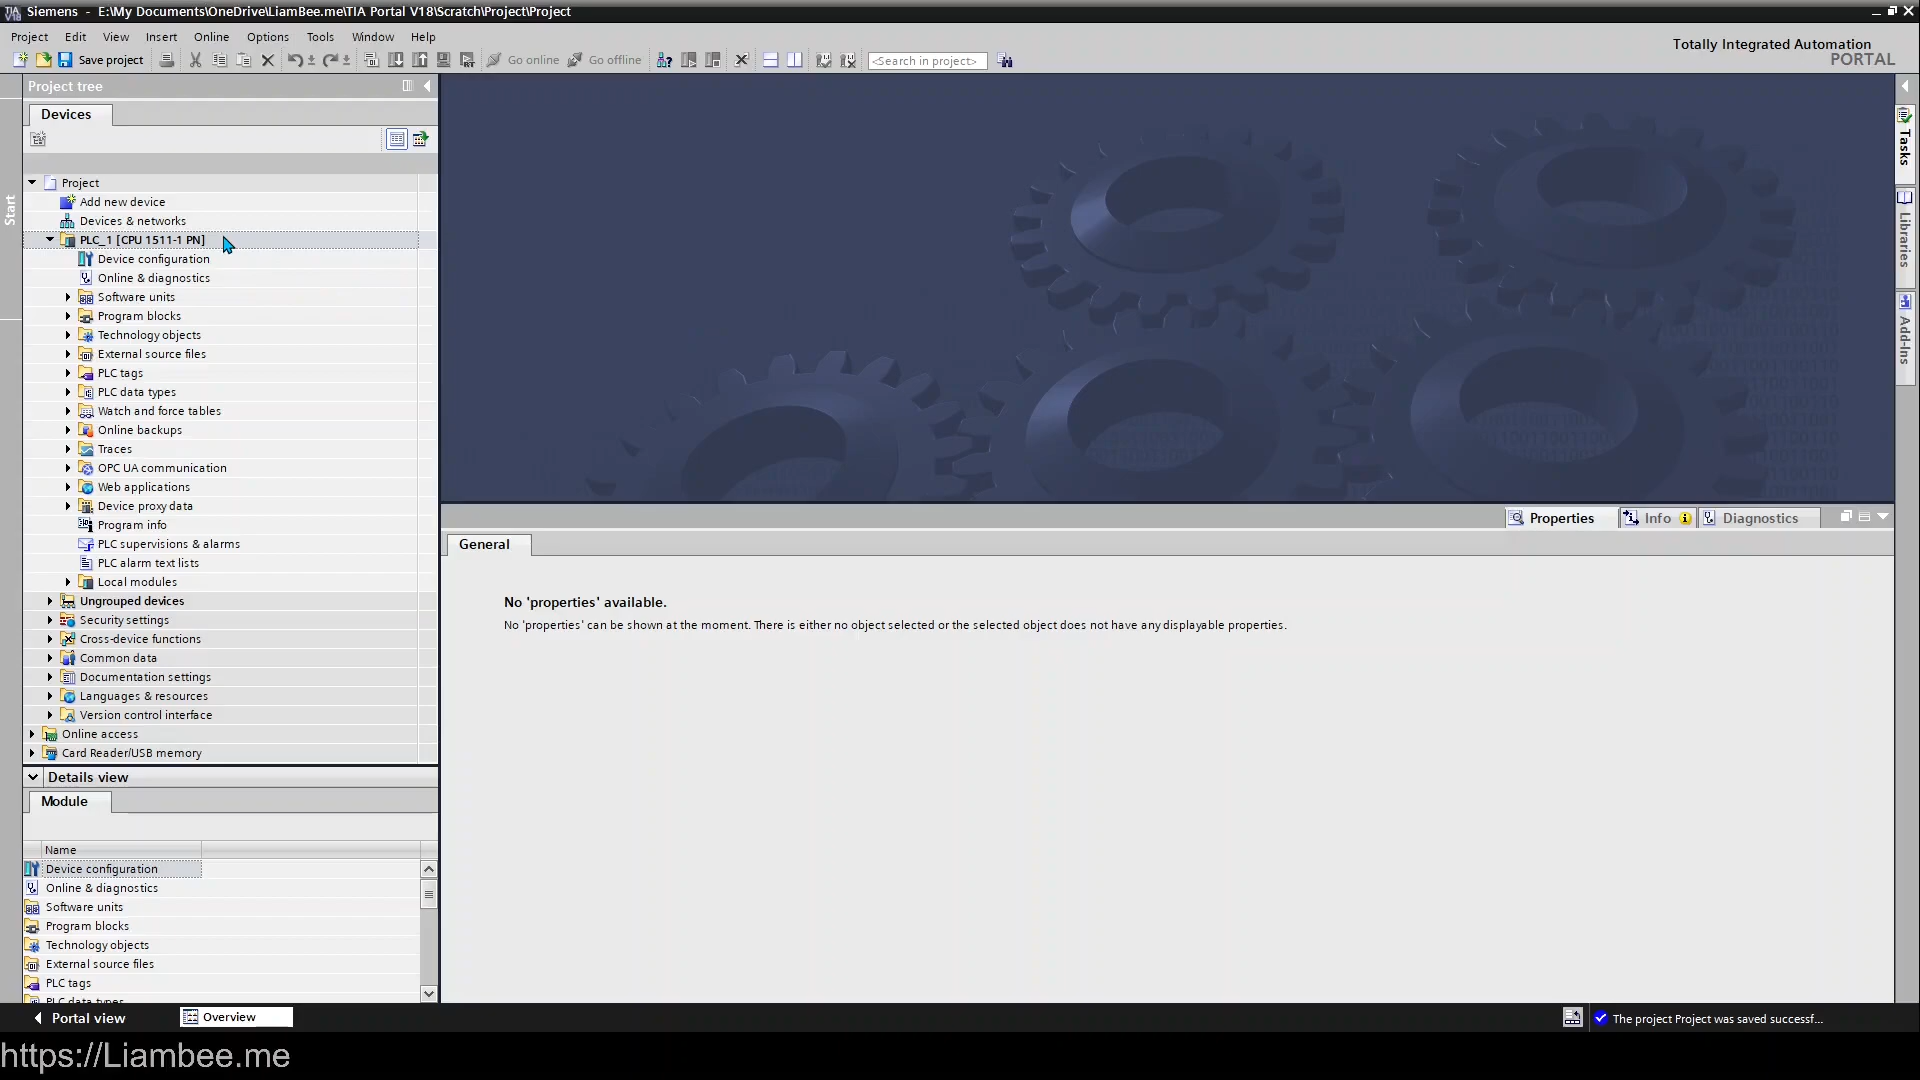 Siemens - E:\My Documents\OneDrive\LiamBee.me\TIA Portal V18\Scratch\Project\Project
Project Edit View Insert Online Options Tools Window Help
Totally Integrated Automation
PORTAL
Save project
Go online
Go offline
<Search in project>
Project tree
Devices
Start
Project
Add new device
Devices & networks
PLC_1 [CPU 1511-1 PN]
Device configuration
Online & diagnostics
Software units
Program blocks
Technology objects
External source files
PLC tags
PLC data types
Watch and force tables
Online backups
Traces
OPC UA communication
Web applications
Device proxy data
Program info
PLC supervisions & alarms
PLC alarm text lists
Local modules
Ungrouped devices
Security settings
Cross-device functions
Common data
Documentation settings
Languages & resources
Version control interface
Online access
Card Reader/USB memory
Details view
Module
Name
Device configuration
Online & diagnostics
Software units
Program blocks
Technology objects
External source files
PLC tags
PLC data types
Properties
Info
Diagnostics
General
No 'properties' available.
No 'properties' can be shown at the moment. There is either no object selected or the selected object does not have any displayable properties.
Tasks
Libraries
Add-Ins
Portal view
Overview
The project Project was saved successf...
https://Liambee.me